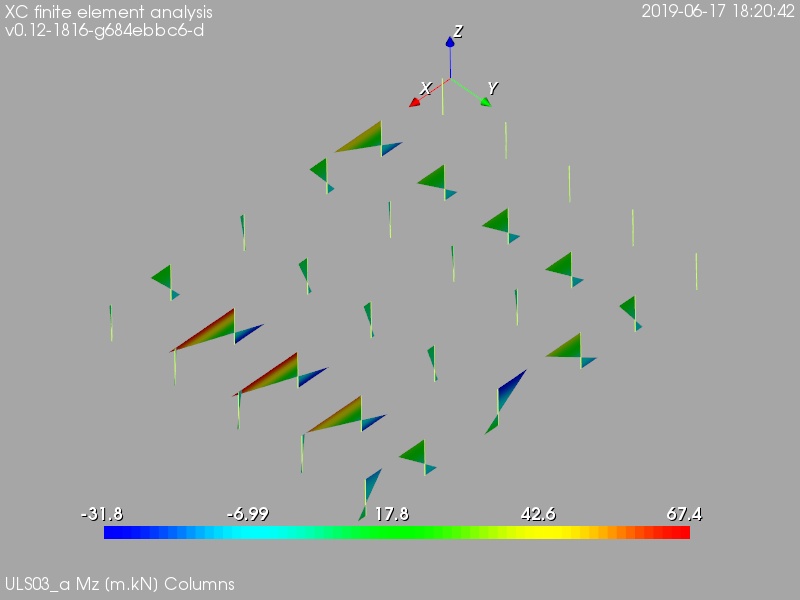 XC finite element analysis
v0.12-1816-g684ebbc6-d
2019-06-17 18:20:42
Z
X
Y
-31.8 -6.99 17.8 42.6 67.4
ULS03_a Mz (m.kN) Columns